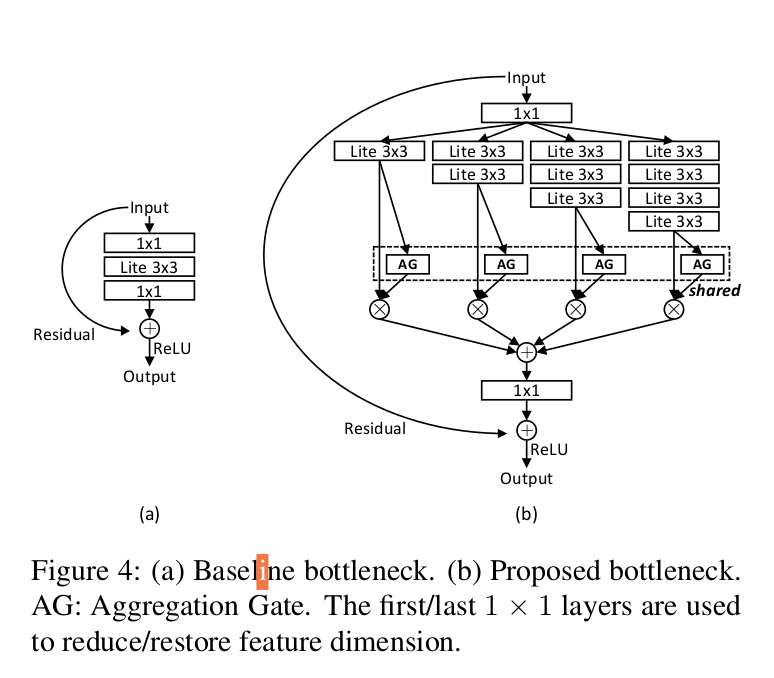 Input
1x1
Lite 3x3
1x1
Residual
ReLU
Output
(a)
Input
1x1
Lite 3x3 Lite 3x3 Lite 3x3 Lite 3x3
Lite 3x3 Lite 3x3 Lite 3x3
Lite 3x3 Lite 3x3
Lite 3x3
AG AG AG AG
shared
1x1
Residual
ReLU
Output
(b)
Figure 4: (a) Baseline bottleneck. (b) Proposed bottleneck.
AG: Aggregation Gate. The first/last 1 × 1 layers are used
to reduce/restore feature dimension.